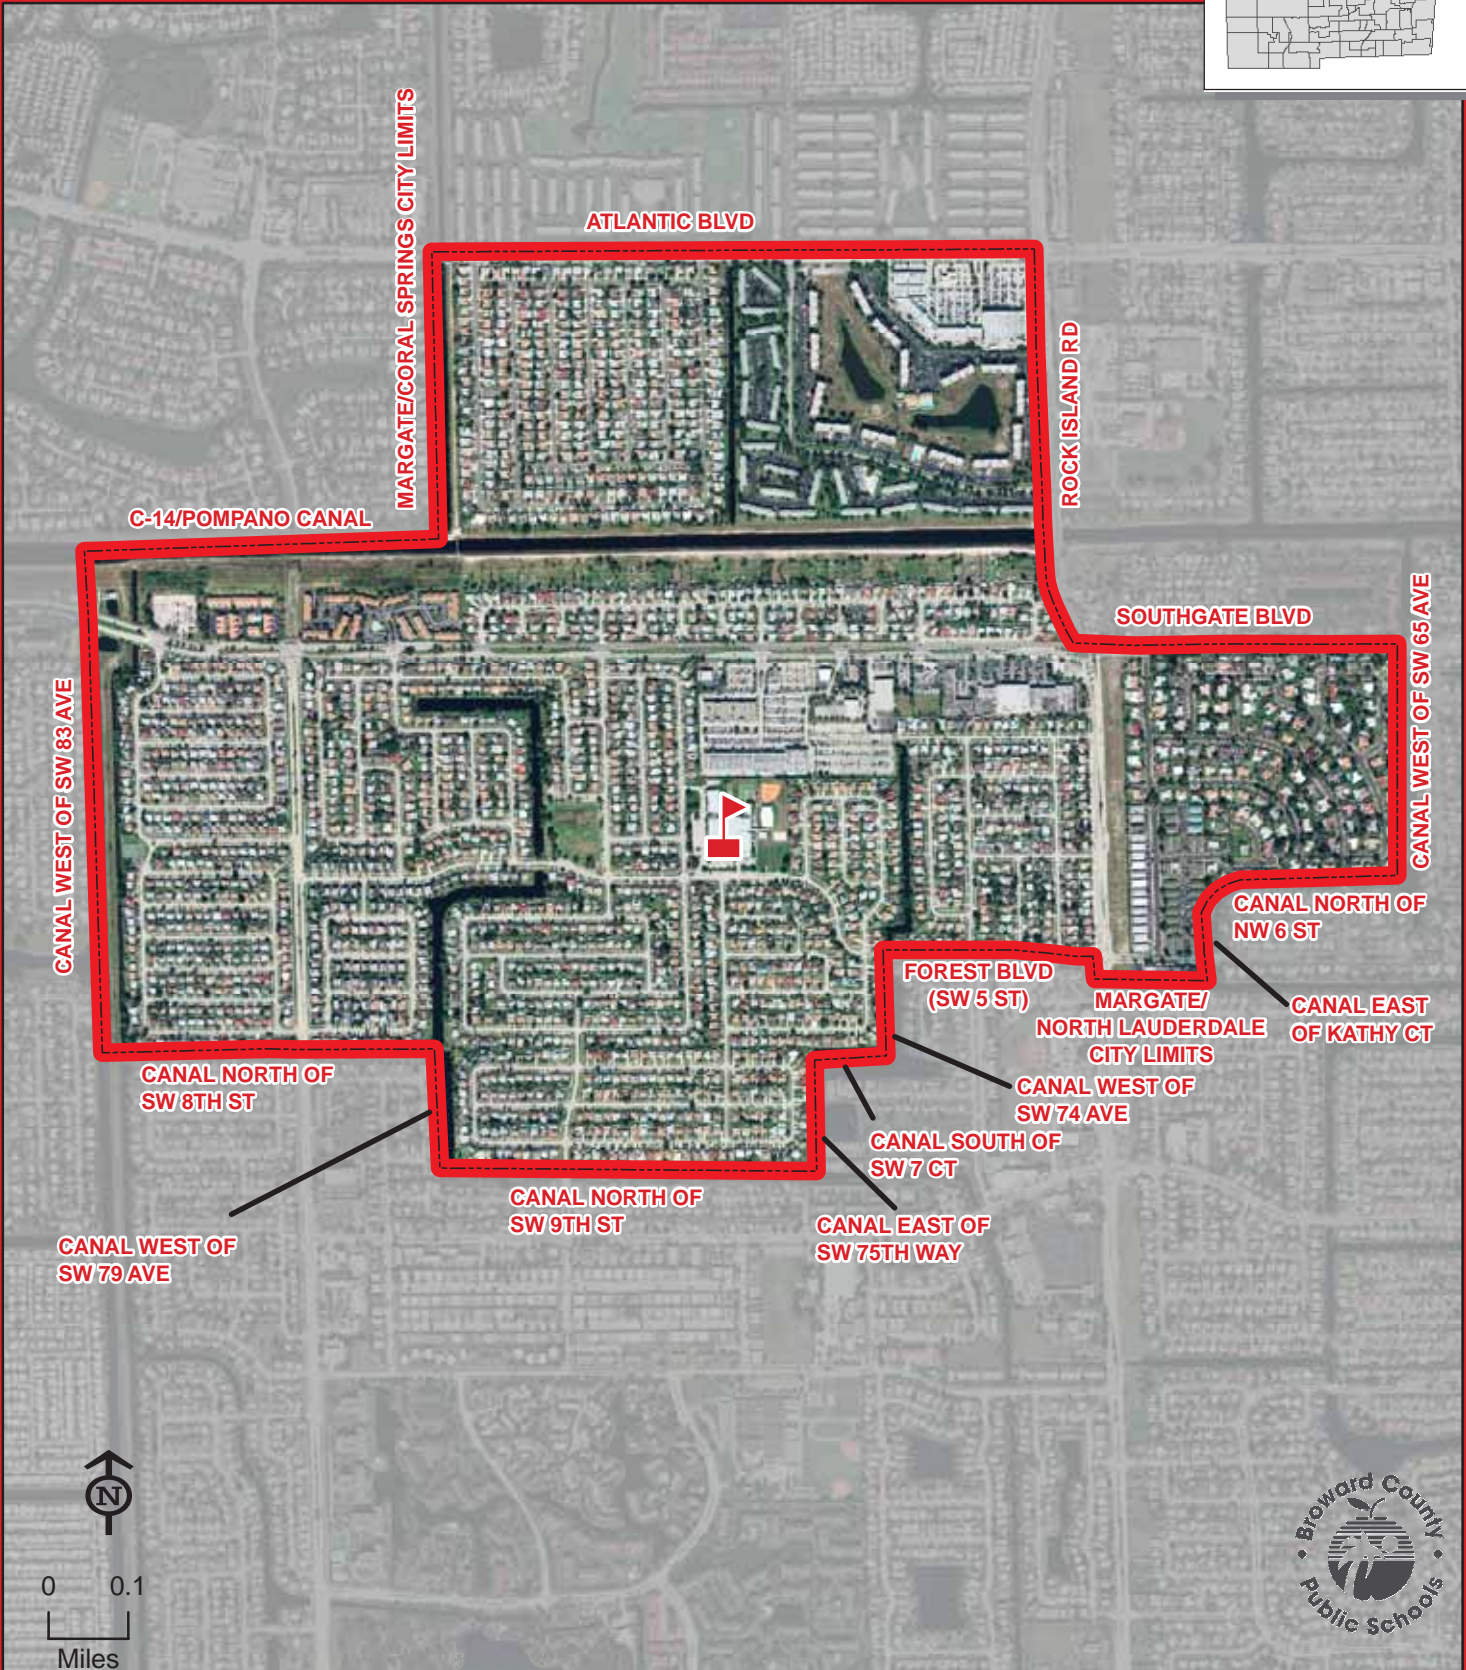 MARGATE/CORAL SPRINGS CITY LIMITS
ATLANTIC BLVD
ROCK ISLAND RD
C-14/POMPANO CANAL
SOUTHGATE BLVD
CANAL WEST OF SW 65 AVE
CANAL WEST OF SW 83 AVE
CANAL NORTH OF
NW 6 ST
FOREST BLVD
(SW 5 ST)
MARGATE/
NORTH LAUDERDALE
CITY LIMITS
CANAL EAST
OF KATHY CT
CANAL NORTH OF
SW 8TH ST
CANAL WEST OF
SW 74 AVE
CANAL SOUTH OF
SW 7 CT
CANAL NORTH OF
SW 9TH ST
CANAL EAST OF
SW 75TH WAY
CANAL WEST OF
SW 79 AVE
N
0 0.1
Miles
Broward County
Public Schools